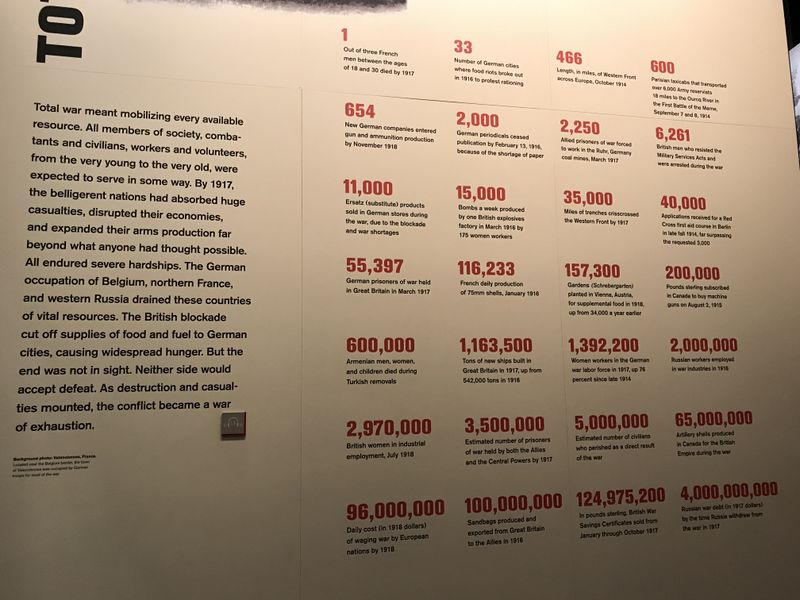 TO
Total war meant mobilizing every available
resource. All members of society, comba-
tants and civilians, workers and volunteers,
from the very young to the very old, were
expected to serve in some way. By 1917,
the belligerent nations had absorbed huge
casualties, disrupted their economies,
and expanded their arms production far
beyond what anyone had thought possible.
All endured severe hardships. The German
occupation of Belgium, northern France,
and western Russia drained these countries
of vital resources. The British blockade
cut off supplies of food and fuel to German
cities, causing widespread hunger. But the
end was not in sight. Neither side would
accept defeat. As destruction and casual-
ties mounted, the conflict became a war
of exhaustion.
Background photo: Valenciennes, France.
Located near the Belgium border, the town
of Valenciennes was occupied by German
troops for most of the war.
1
Out of three French
men between the ages
of 18 and 30 died by 1917
33
Number of German cities
where food riots broke out
in 1916 to protest rationing
466
Length, in miles, of Western Front
across Europe, October 1914
600
Parisian taxicabs that transported
over 6,000 Army reservists
18 miles to the Ourcq River in
the First Battle of the Marne,
September 7 and 8, 1914
654
New German companies entered
gun and ammunition production
by November 1918
2,000
German periodicals ceased
publication by February 13, 1916,
because of the shortage of paper
2,250
Allied prisoners of war forced
to work in the Ruhr, Germany
coal mines, March 1917
6,261
British men who resisted the
Military Services Acts and
were arrested during the war
11,000
Ersatz (substitute) products
sold in German stores during
the war, due to the blockade
and war shortages
15,000
Bombs a week produced
by one British explosives
factory in March 1916 by
175 women workers
35,000
Miles of trenches crisscrossed
the Western Front by 1917
40,000
Applications received for a Red
Cross first aid course in Berlin
in late fall 1914, far surpassing
the requested 3,000
55,397
German prisoners of war held
in Great Britain in March 1917
116,233
French daily production
of 75mm shells, January 1916
157,300
Gardens (Schrebergarten)
planted in Vienna, Austria,
for supplemental food in 1918,
up from 34,000 a year earlier
200,000
Pounds sterling subscribed
in Canada to buy machine
guns on August 2, 1915
600,000
Armenian men, women,
and children died during
Turkish removals
1,163,500
Tons of new ships built in
Great Britain in 1917, up from
542,000 tons in 1916
1,392,200
Women workers in the German
war labor force in 1917, up 76
percent since late 1914
2,000,000
Russian workers employed
in war industries in 1916
2,970,000
British women in industrial
employment, July 1918
3,500,000
Estimated number of prisoners
of war held by both the Allies
and the Central Powers by 1917
5,000,000
Estimated number of civilians
who perished as a direct result
of the war
65,000,000
Artillery shells produced
in Canada for the British
Empire during the war
96,000,000
Daily cost (in 1918 dollars)
of waging war by European
nations by 1918
100,000,000
Sandbags produced and
exported from Great Britain
to the Allies in 1916
124,975,200
In pounds sterling, British War
Savings Certificates sold from
January through October 1917
4,000,000,000
Russian war debt (in 1917 dollars)
by the time Russia withdrew from
the war in 1917